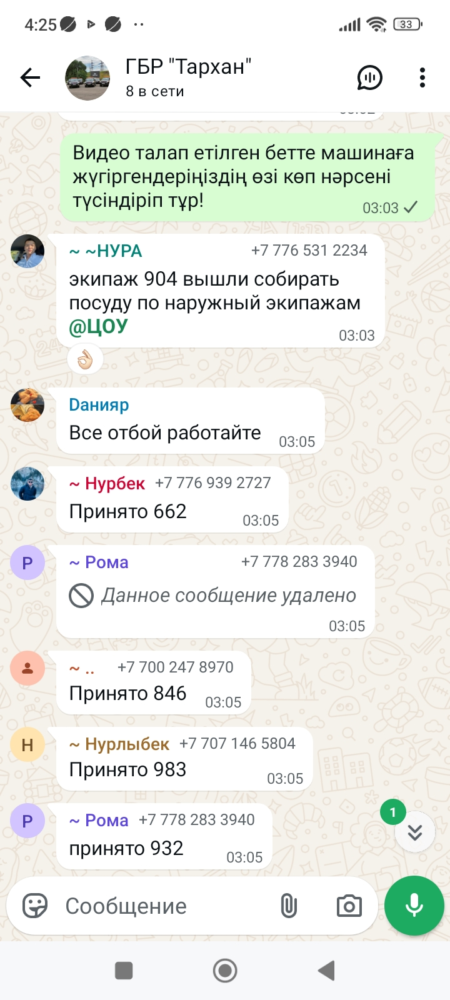 4:25
33
ГБР "Тархан"
8 в сети
Видео талап етілген бетте машинаға
жүгіргендеріңіздің өзі көп нәрсені
түсіндіріп тұр!
03:03
~ ~НУРА +7 776 531 2234
экипаж 904 вышли собирать
посуду по наружный экипажам
@ЦОУ
03:03
Dанияр
Все отбой работайте 03:05
~ Нурбек +7 776 939 2727
Принято 662 03:05
Р ~ Рома +7 778 283 3940
Данное сообщение удалено
03:05
~ .. +7 700 247 8970
Принято 846 03:05
Н ~ Нурлыбек +7 707 146 5804
Принято 983 03:05
Р ~ Рома +7 778 283 3940
1
принято 932 03:05
Сообщение